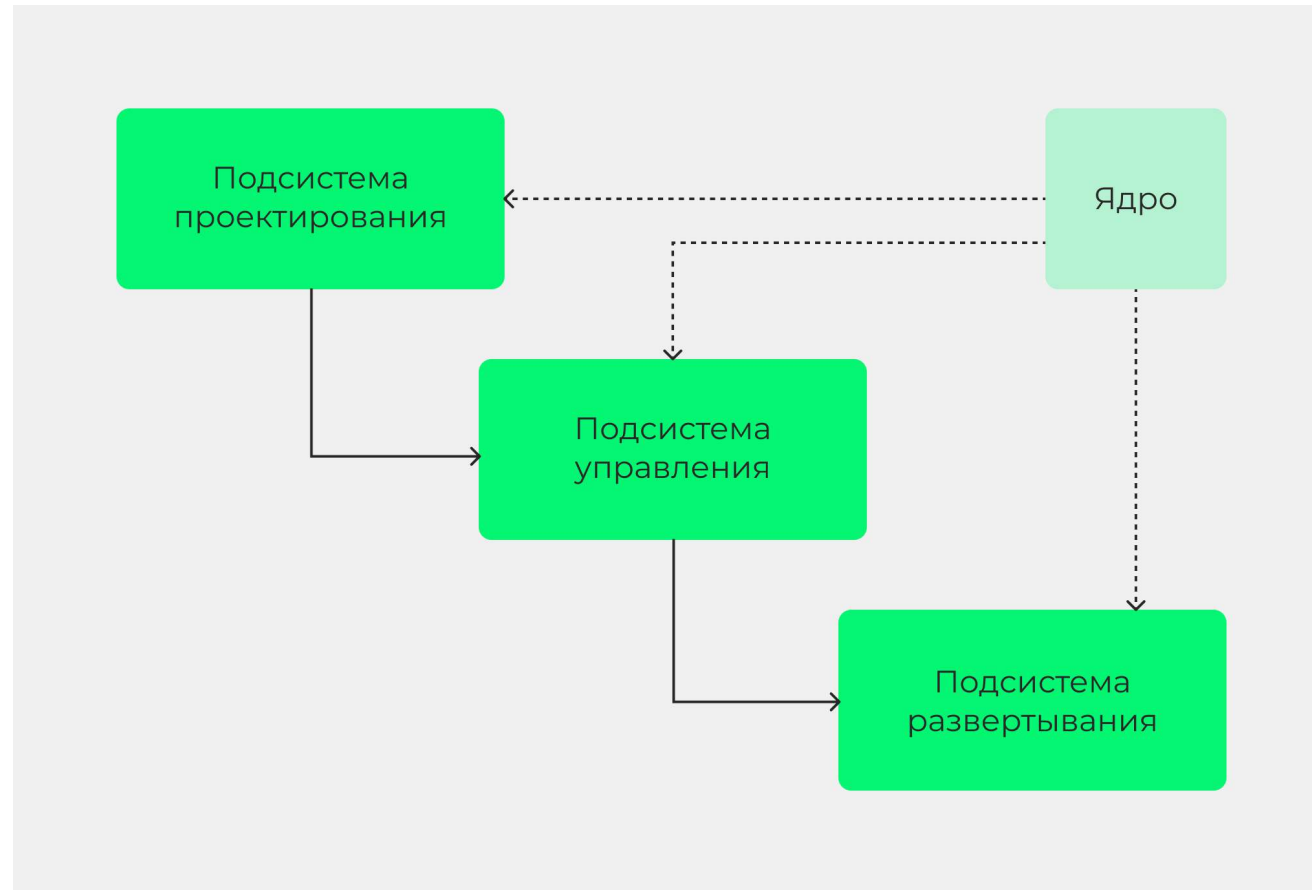 Подсистема
проектирования
Ядро
Подсистема
управления
Подсистема
развертывания